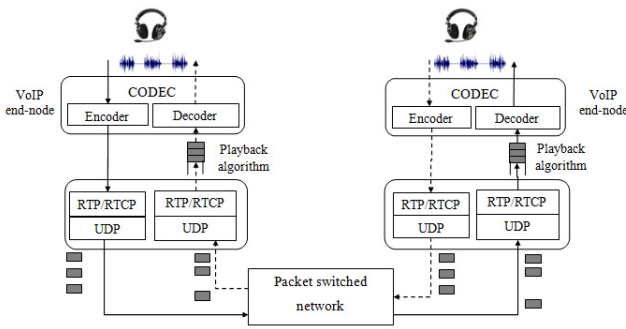 VoIP
end-node
CODEC
Encoder
Decoder
Playback
algorithm
RTP/RTCP
UDP
RTP/RTCP
UDP
CODEC
VoIP
end-node
Encoder
Decoder
Playback
algorithm
RTP/RTCP
UDP
RTP/RTCP
UDP
Packet switched
network